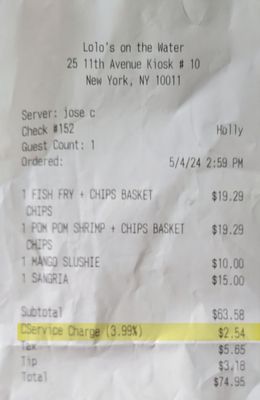 Lolo's on the Water
25 11th Avenue Kiosk # 10
New York, NY 10011
Server: jose c
Check #152 Holly
Guest Count: 1
Ordered: 5/4/24 2:59 PM
1 FISH FRY + CHIPS BASKET $19.29
CHIPS
1 POM POM SHRIMP + CHIPS BASKET $19.29
CHIPS
1 MANGO SLUSHIE $10.00
1 SANGRIA $15.00
Subtotal $63.58
CService Charge (3.99%) $2.54
Tax $5.65
Tip $3.18
Total $74.95